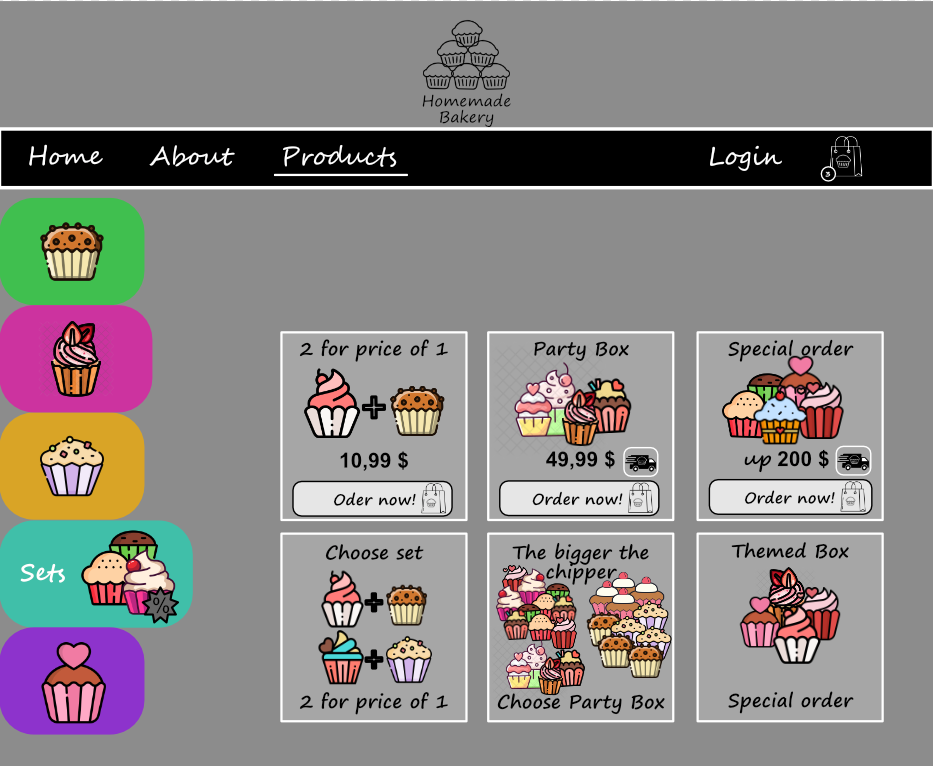 Homemade
Bakery
Home About Products Login
3
2 for price of 1
10,99 $
Oder now!
Party Box
49,99 $
Order now!
Special order
up 200 $
Order now!
Sets
%
Choose set
2 for price of 1
The bigger the
chipper
Choose Party Box
Themed Box
Special order